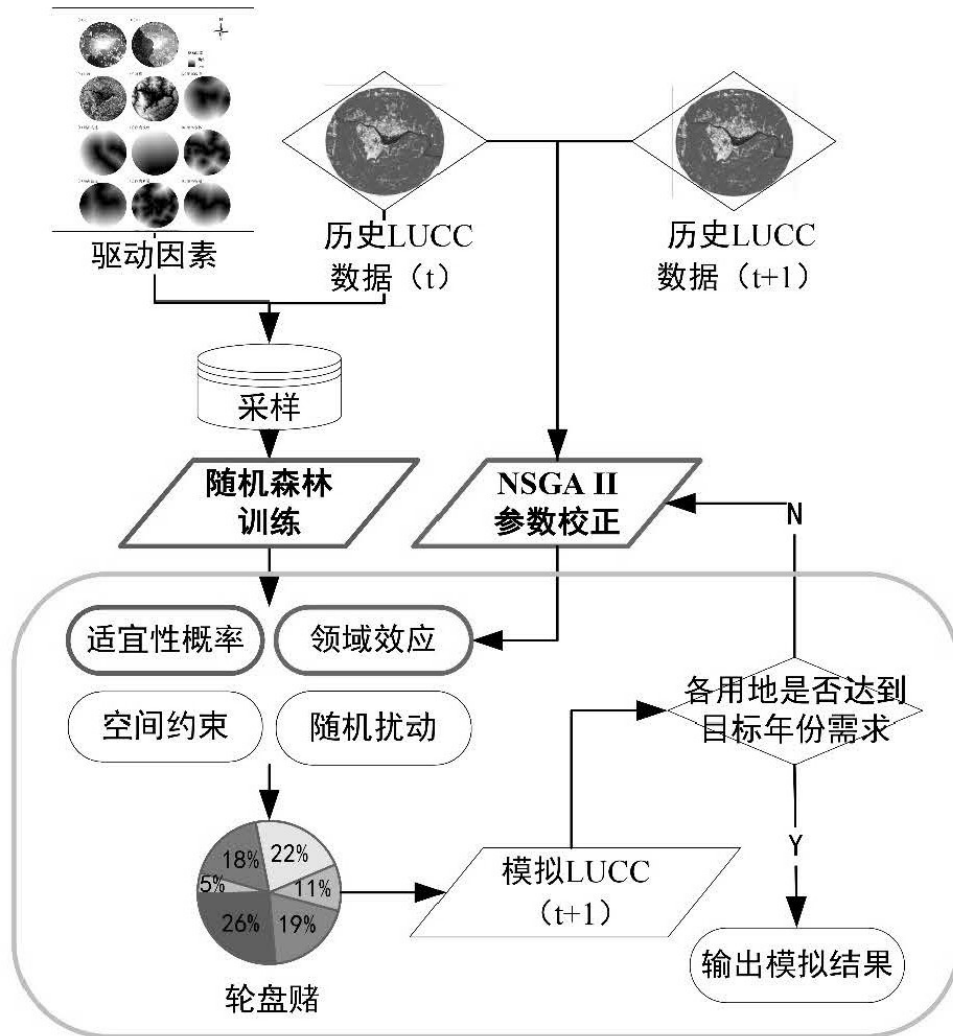 驱动因素
历史LUCC
数据（t）
历史LUCC
数据（t+1）
采样
随机森林
训练
NSGA II
参数校正
N
适宜性概率
领域效应
各用地是否达到
目标年份需求
空间约束
随机扰动
Y
18%
22%
5%
11%
26%
19%
模拟LUCC
（t+1）
输出模拟结果
轮盘赌